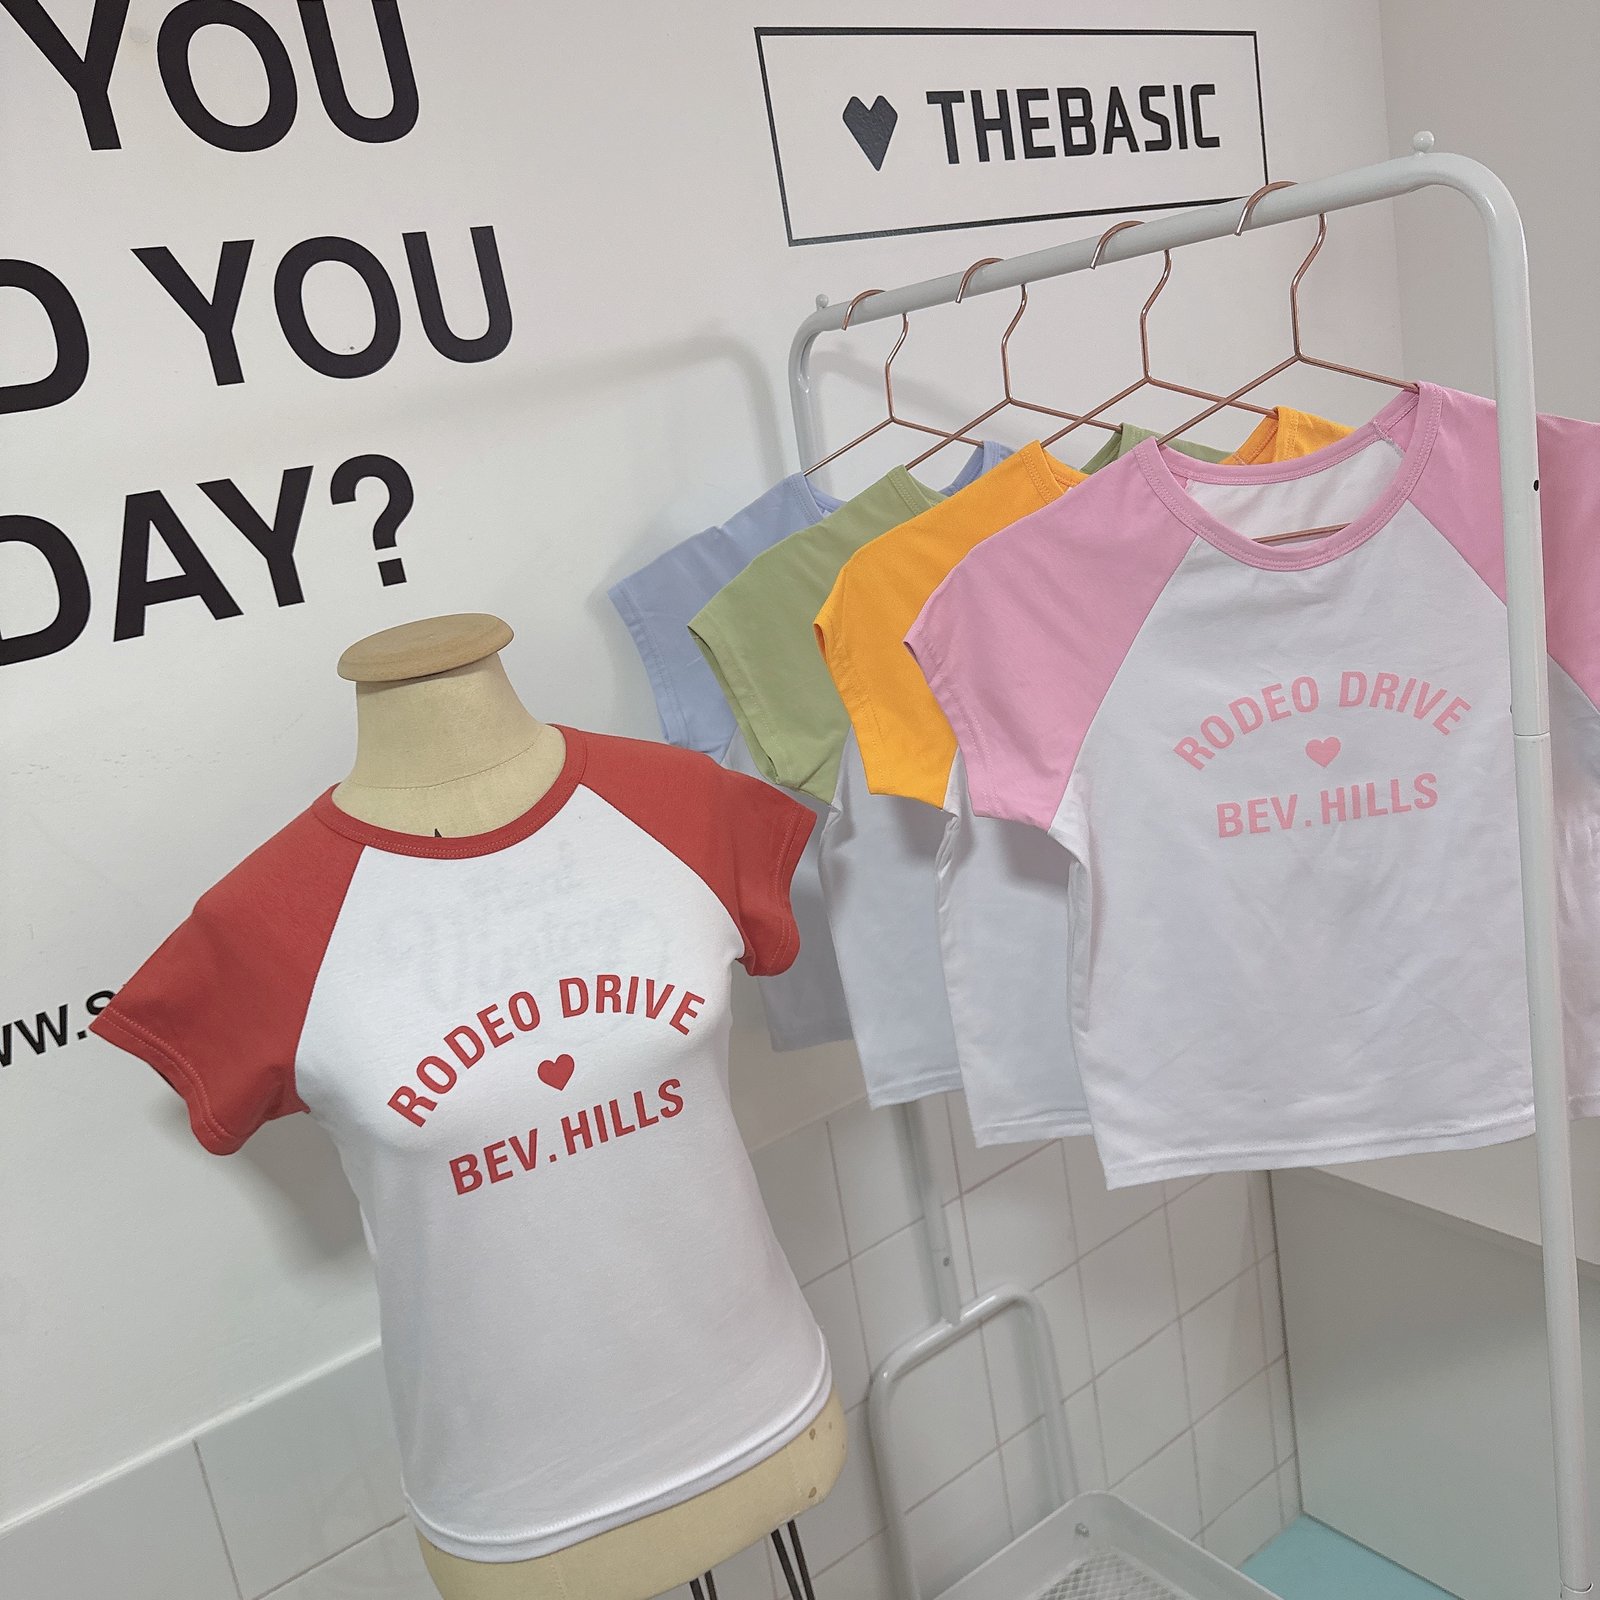 YOU
D YOU
DAY?
♥ THEBASIC
RODEO DRIVE
♥
BEV. HILLS
RODEO DRIVE
♥
BEV. HILLS